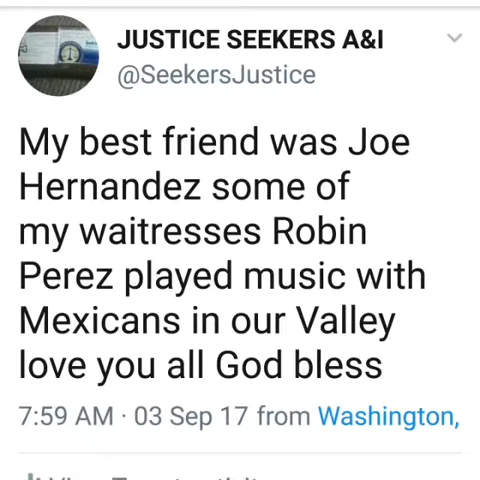 JUSTICE SEEKERS A&I
@SeekersJustice
My best friend was Joe
Hernandez some of
my waitresses Robin
Perez played music with
Mexicans in our Valley
love you all God bless
7:59 AM · 03 Sep 17 from Washington,